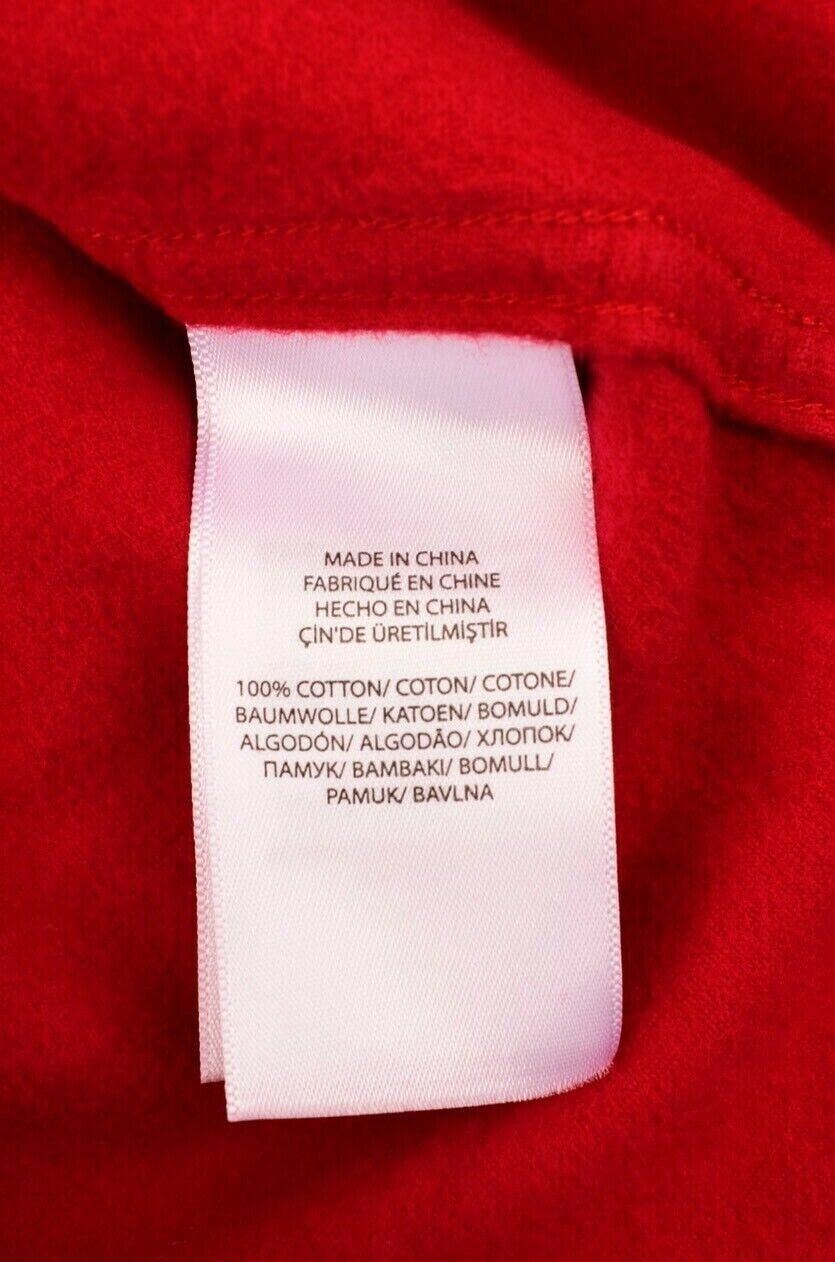 MADE IN CHINA
FABRIQUÉ EN CHINE
HECHO EN CHINA
ÇİN'DE ÜRETİLMİŞTİR
100% COTTON/ COTON/ COTONE/
BAUMWOLLE/ KATOEN/ BOMULD/
ALGODÓN/ ALGODÃO/ ХЛОПОК/
ПАМУК/ ΒΑΜΒΑΚΙ/ BOMULL/
PAMUK/ BAVLNA